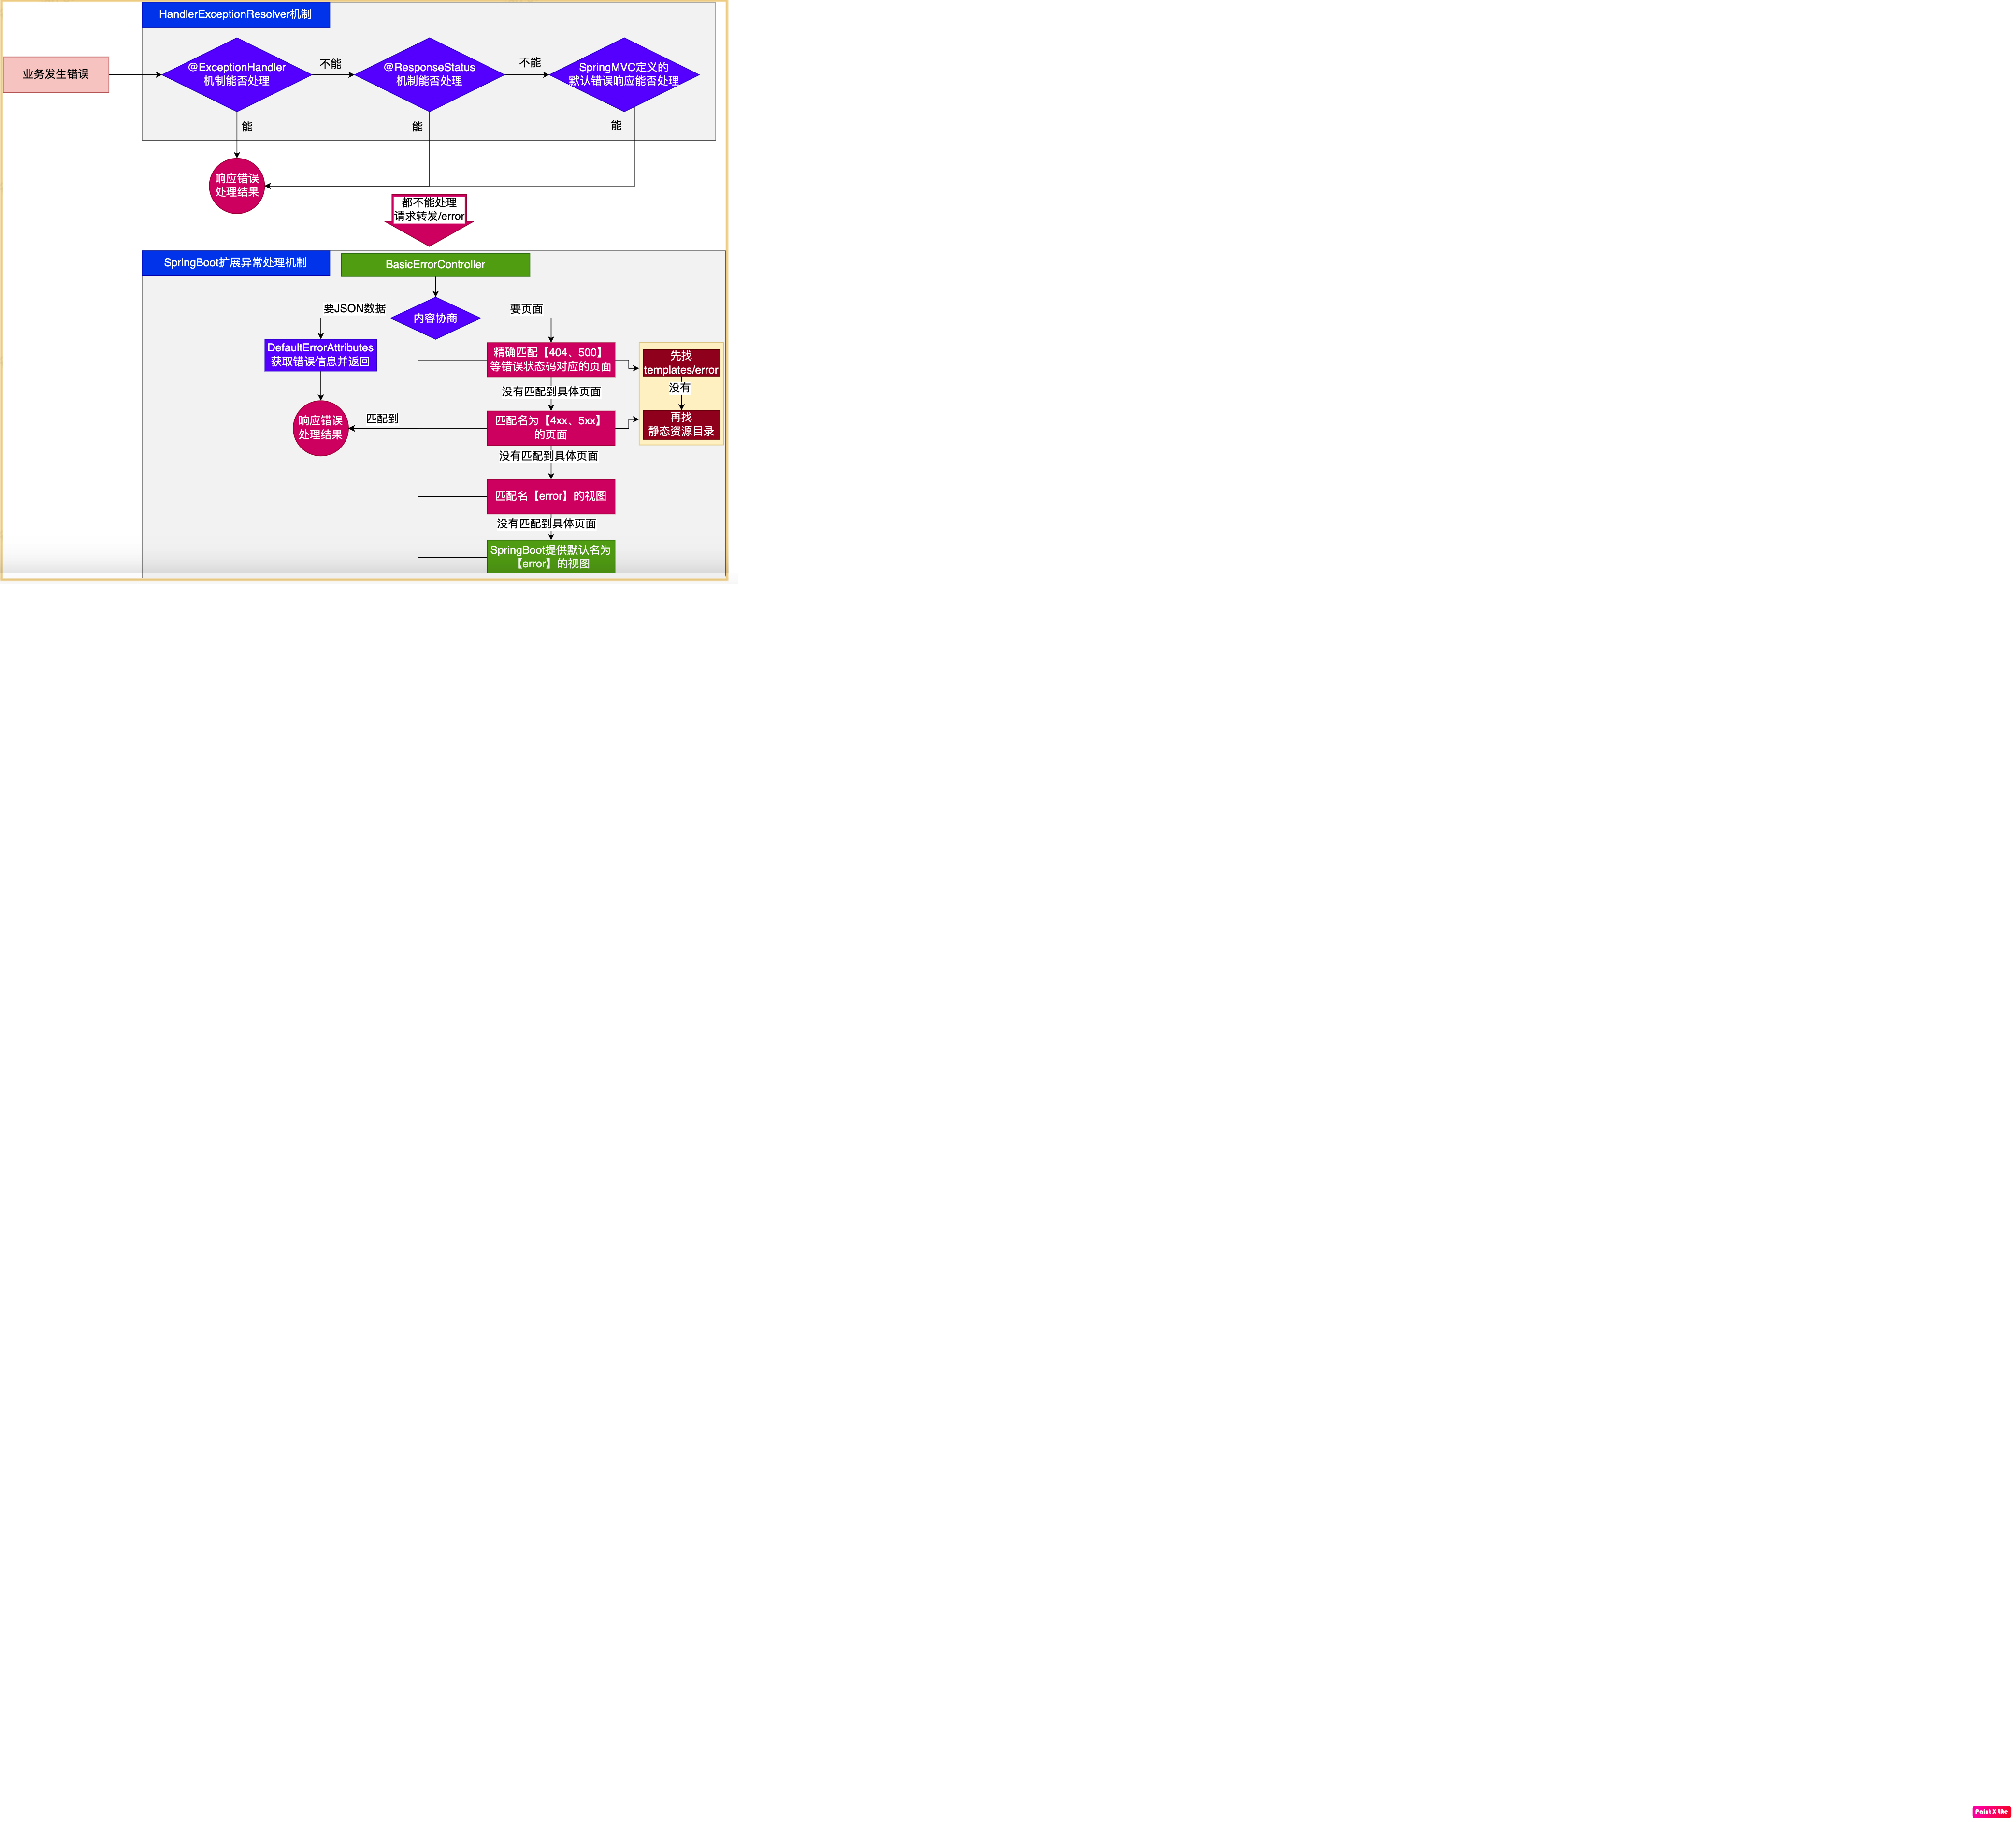 HandlerExceptionResolver机制
业务发生错误
@ExceptionHandler
机制能否处理
不能
@ResponseStatus
机制能否处理
不能
SpringMVC定义的
默认错误响应能否处理
能
能
能
响应错误
处理结果
都不能处理
请求转发/error
SpringBoot扩展异常处理机制
BasicErrorController
要JSON数据
内容协商
要页面
DefaultErrorAttributes
获取错误信息并返回
精确匹配【404、500】
等错误状态码对应的页面
先找
templates/error
没有
没有匹配到具体页面
响应错误
处理结果
匹配到
匹配名为【4xx、5xx】
的页面
再找
静态资源目录
没有匹配到具体页面
匹配名【error】的视图
没有匹配到具体页面
SpringBoot提供默认名为
【error】的视图
Paint X Lite